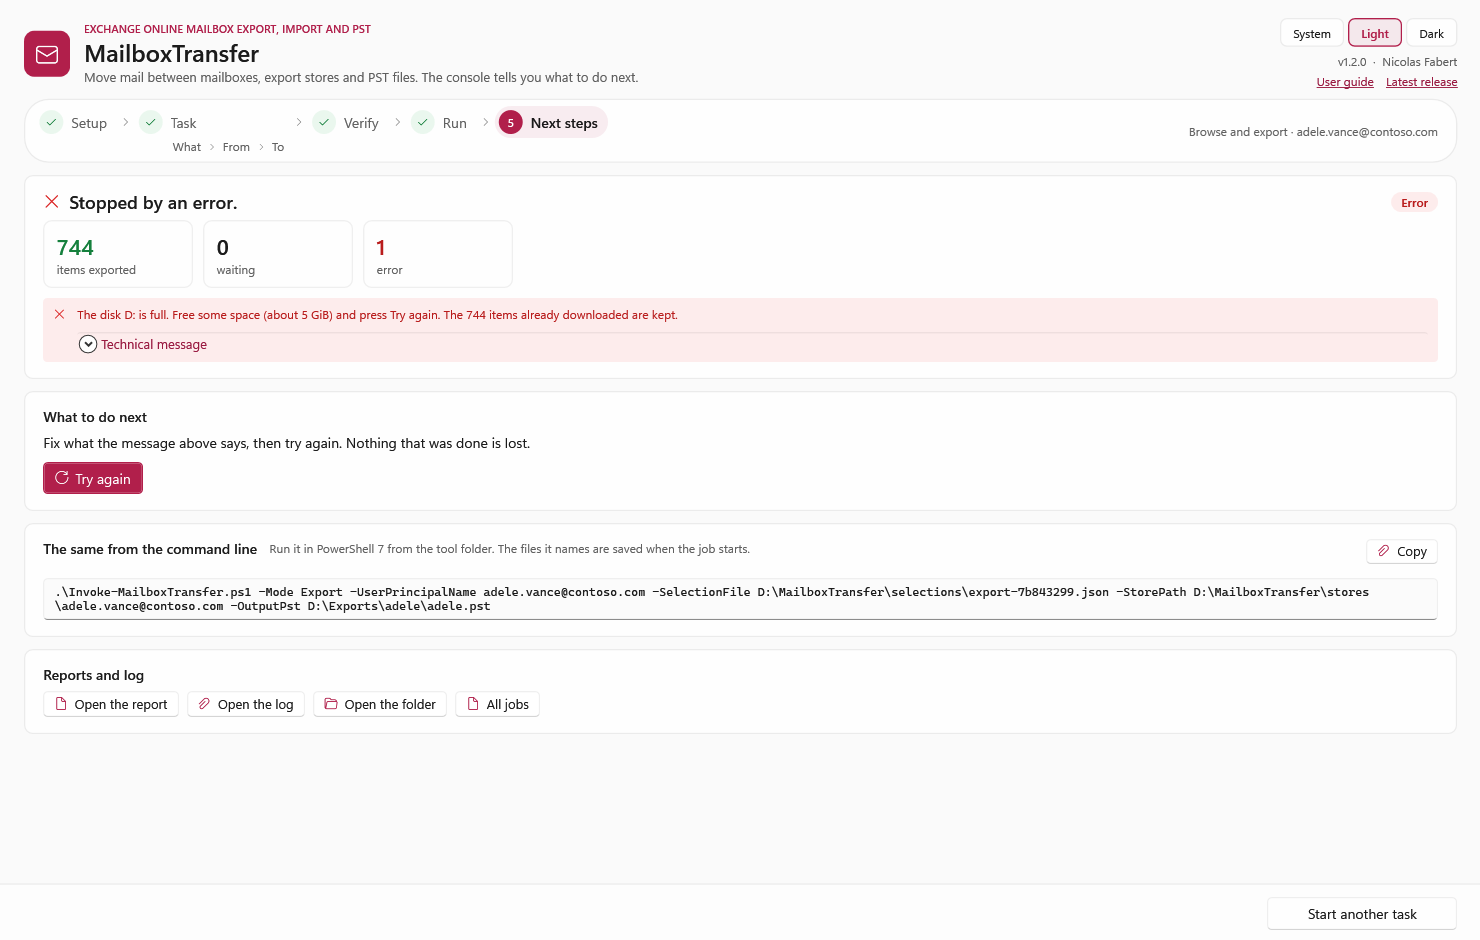 EXCHANGE ONLINE MAILBOX EXPORT, IMPORT AND PST
MailboxTransfer
Move mail between mailboxes, export stores and PST files. The console tells you what to do next.
System Light Dark
v1.2.0 · Nicolas Fabert
User guide Latest release
Setup Task Verify Run 5 Next steps
What From To
Browse and export · adele.vance@contoso.com
Stopped by an error.
Error
744 0 1
items exported waiting error
The disk D: is full. Free some space (about 5 GiB) and press Try again. The 744 items already downloaded are kept.
Technical message
What to do next
Fix what the message above says, then try again. Nothing that was done is lost.
Try again
The same from the command line Run it in PowerShell 7 from the tool folder. The files it names are saved when the job starts.
Copy
.\Invoke-MailboxTransfer.ps1 -Mode Export -UserPrincipalName adele.vance@contoso.com -SelectionFile D:\MailboxTransfer\selections\export-7b843299.json -StorePath D:\MailboxTransfer\stores
\adele.vance@contoso.com -OutputPst D:\Exports\adele\adele.pst
Reports and log
Open the report Open the log Open the folder All jobs
Start another task